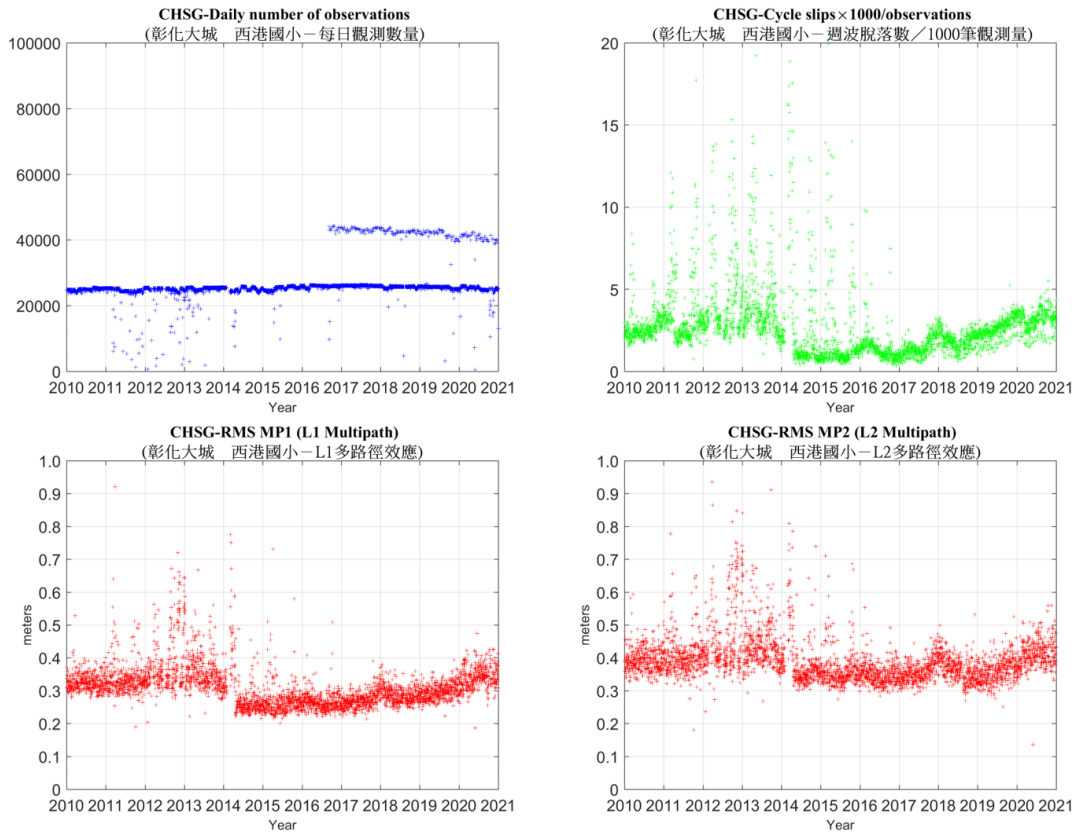 CHSG-Daily number of observations
(彰化大城　西港國小－每日觀測數量)
100000
80000
60000
40000
20000
0
2010 2011 2012 2013 2014 2015 2016 2017 2018 2019 2020 2021
Year
CHSG-Cycle slips×1000/observations
(彰化大城　西港國小－週波脫落數／1000筆觀測量)
20
15
10
5
0
2010 2011 2012 2013 2014 2015 2016 2017 2018 2019 2020 2021
Year
CHSG-RMS MP1 (L1 Multipath)
(彰化大城　西港國小－L1多路徑效應)
1.0
0.9
0.8
0.7
0.6
0.5
0.4
0.3
0.2
0.1
0
meters
2010 2011 2012 2013 2014 2015 2016 2017 2018 2019 2020 2021
Year
CHSG-RMS MP2 (L2 Multipath)
(彰化大城　西港國小－L2多路徑效應)
1.0
0.9
0.8
0.7
0.6
0.5
0.4
0.3
0.2
0.1
0
meters
2010 2011 2012 2013 2014 2015 2016 2017 2018 2019 2020 2021
Year